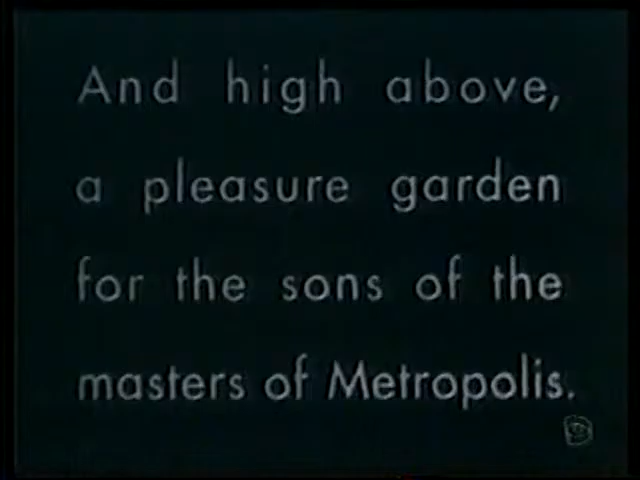 And high above,
a pleasure garden
for the sons of the
masters of Metropolis.